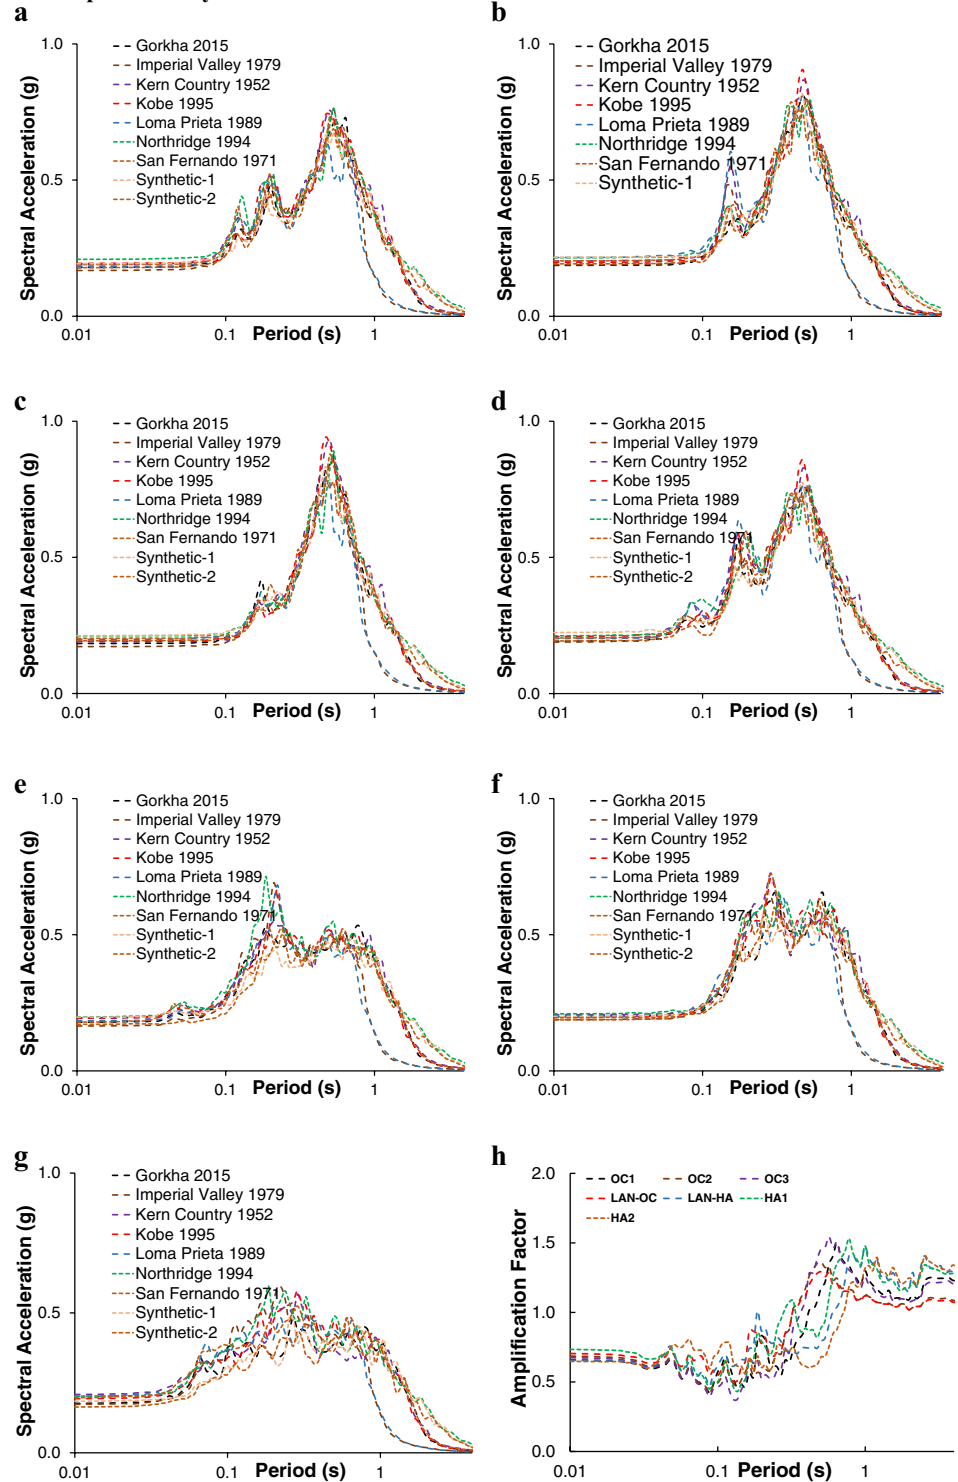 a
Spectral Acceleration (g)
1.0
0.5
0.0
Gorkha 2015
Imperial Valley 1979
Kern Country 1952
Kobe 1995
Loma Prieta 1989
Northridge 1994
San Fernando 1971
Synthetic-1
Synthetic-2
0.01 0.1 1
Period (s)
b
Spectral Acceleration (g)
1.0
0.5
0.0
Gorkha 2015
Imperial Valley 1979
Kern Country 1952
Kobe 1995
Loma Prieta 1989
Northridge 1994
San Fernando 1971
Synthetic-1
0.01 0.1 1
Period (s)
c
Spectral Acceleration (g)
1.0
0.5
0.0
Gorkha 2015
Imperial Valley 1979
Kern Country 1952
Kobe 1995
Loma Prieta 1989
Northridge 1994
San Fernando 1971
Synthetic-1
Synthetic-2
0.01 0.1 1
Period (s)
d
Spectral Acceleration (g)
1.0
0.5
0.0
Gorkha 2015
Imperial Valley 1979
Kern Country 1952
Kobe 1995
Loma Prieta 1989
Northridge 1994
San Fernando 1971
Synthetic-1
Synthetic-2
0.01 0.1 1
Period (s)
e
Spectral Acceleration (g)
1.0
0.5
0.0
Gorkha 2015
Imperial Valley 1979
Kern Country 1952
Kobe 1995
Loma Prieta 1989
Northridge 1994
San Fernando 1971
Synthetic-1
Synthetic-2
0.01 0.1 1
Period (s)
f
Spectral Acceleration (g)
1.0
0.5
0.0
Gorkha 2015
Imperial Valley 1979
Kern Country 1952
Kobe 1995
Loma Prieta 1989
Northridge 1994
San Fernando 1971
Synthetic-1
Synthetic-2
0.01 0.1 1
Period (s)
g
Spectral Acceleration (g)
1.0
0.5
0.0
Gorkha 2015
Imperial Valley 1979
Kern Country 1952
Kobe 1995
Loma Prieta 1989
Northridge 1994
San Fernando 1971
Synthetic-1
Synthetic-2
0.01 0.1 1
Period (s)
h
Amplification Factor
2.0
1.5
1.0
0.5
0.0
OC1 OC2 OC3
LAN-OC LAN-HA HA1
HA2
0.01 0.1 1
Period (s)